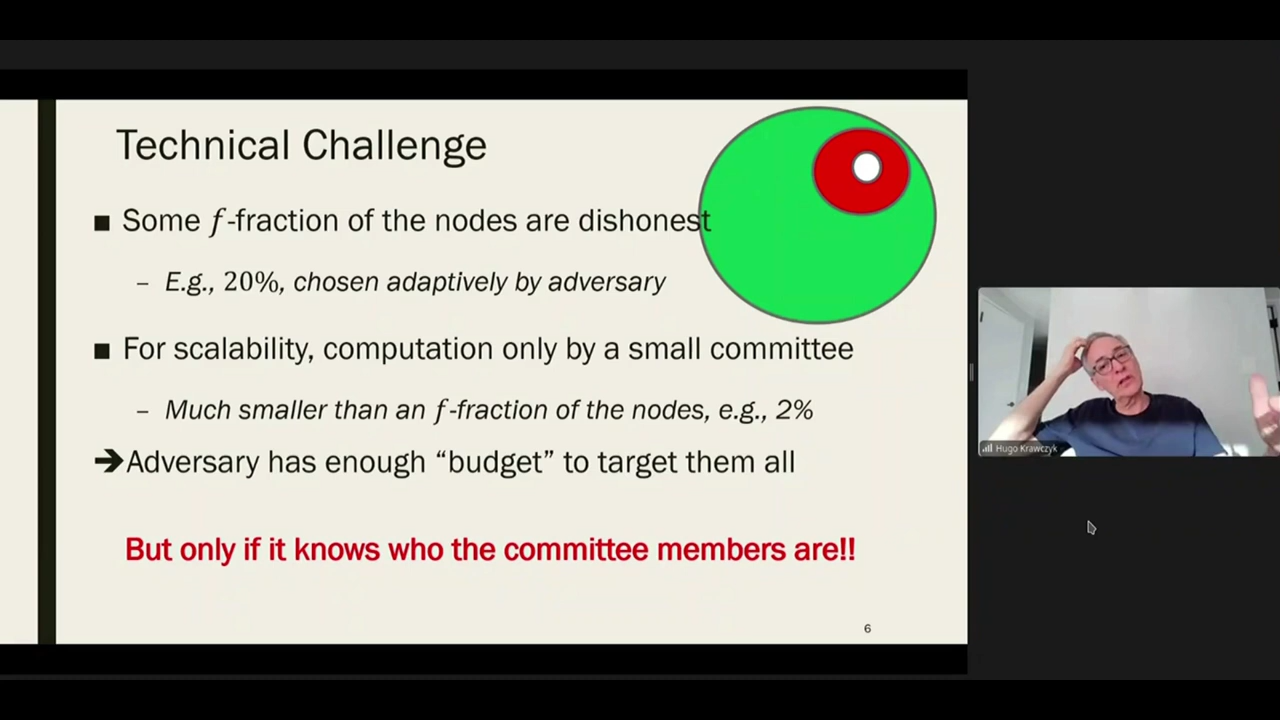 Technical Challenge
■ Some f-fraction of the nodes are dishonest
– E.g., 20%, chosen adaptively by adversary
■ For scalability, computation only by a small committee
– Much smaller than an f-fraction of the nodes, e.g., 2%
➔Adversary has enough “budget” to target them all
But only if it knows who the committee members are!!
6
Hugo Krawczyk